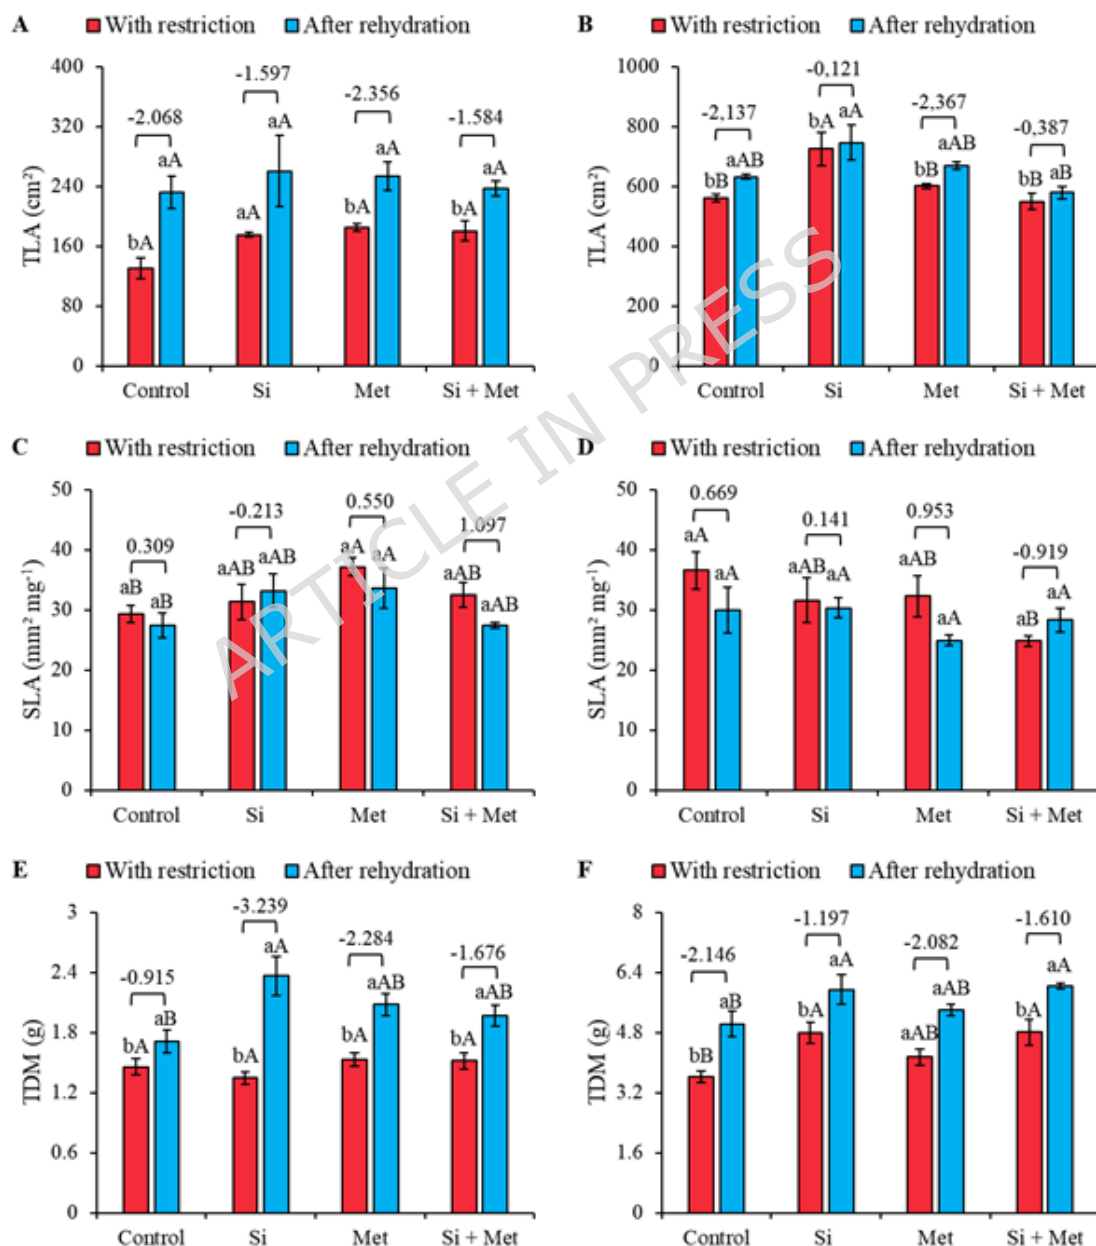 A With restriction After rehydration
TLA (cm²)
400
320
240
160
80
0
-2.068
-1.597
-2.356
-1.584
bA aA
aA aA
bA aA
bA aA
Control Si Met Si + Met
B With restriction After rehydration
TLA (cm²)
1000
800
600
400
200
0
-2,137
-0,121
-2,367
-0,387
bB aAB
bA aA
bB aAB
bB aB
Control Si Met Si + Met
C With restriction After rehydration
SLA (mm² mg⁻¹)
50
40
30
20
10
0
0.309
-0.213
0.550
1.097
aB aB
aAB aAB
aA aA
aAB aAB
Control Si Met Si + Met
D With restriction After rehydration
SLA (mm² mg⁻¹)
50
40
30
20
10
0
0.669
0.141
0.953
-0.919
aA aA
aAB aA
aAB aA
aB aA
Control Si Met Si + Met
E With restriction After rehydration
TDM (g)
3
2.4
1.8
1.2
0.6
0
-0.915
-3.239
-2.284
-1.676
bA aB
bA aA
bA aAB
bA aAB
Control Si Met Si + Met
F With restriction After rehydration
TDM (g)
8
6.4
4.8
3.2
1.6
0
-2.146
-1.197
-2.082
-1.610
bB aB
bA aA
aAB aAB
bA aA
Control Si Met Si + Met
ARTICLE IN PRESS